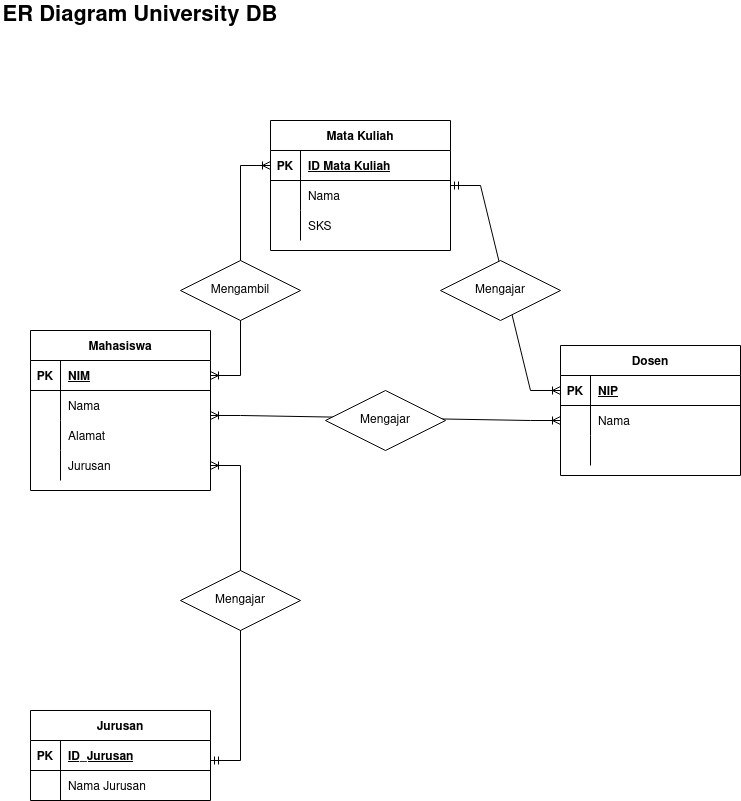 ER Diagram University DB
Mata Kuliah
PK ID Mata Kuliah
Nama
SKS
Mengambil
Mengajar
Mahasiswa
PK NIM
Nama
Alamat
Jurusan
Mengajar
Dosen
PK NIP
Nama
Mengajar
Jurusan
PK ID_Jurusan
Nama Jurusan